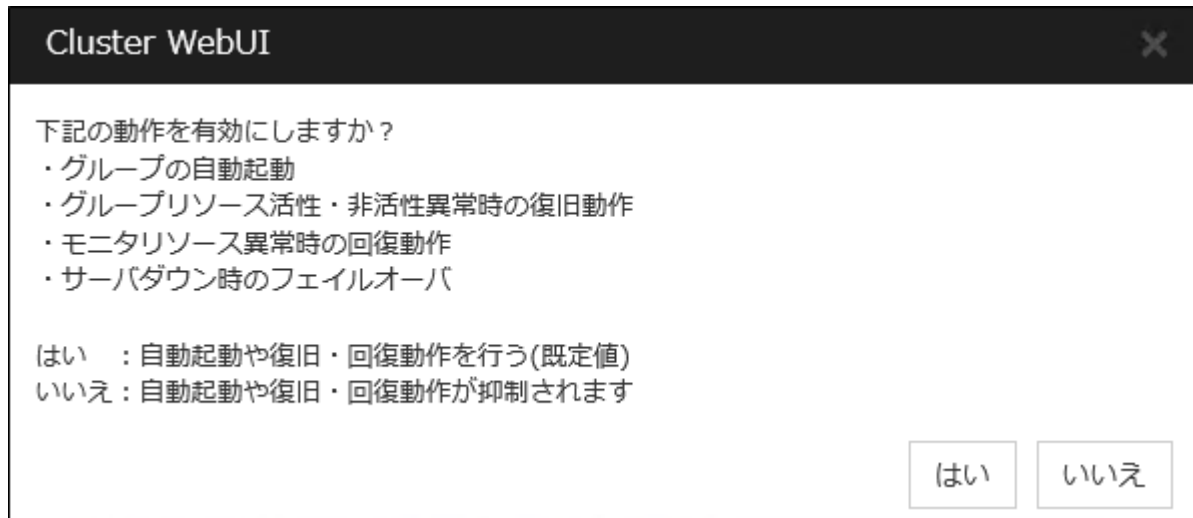 Cluster WebUI
下記の動作を有効にしますか？
・グループの自動起動
・グループリソース活性・非活性異常時の復旧動作
・モニタリソース異常時の回復動作
・サーバダウン時のフェイルオーバ
はい　：自動起動や復旧・回復動作を行う(既定値)
いいえ：自動起動や復旧・回復動作が抑制されます
はい いいえ